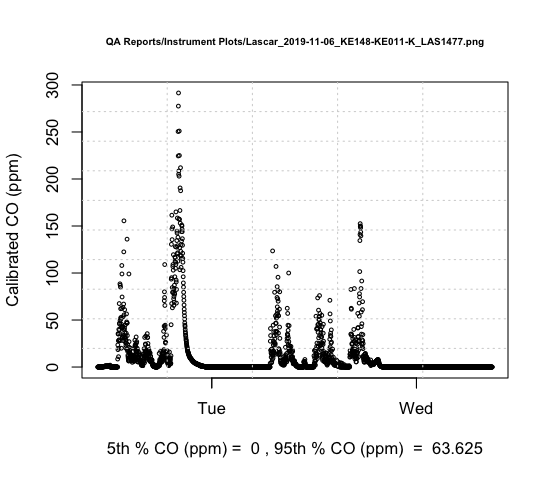 QA Reports/Instrument Plots/Lascar_2019-11-06_KE148-KE011-K_LAS1477.png
300
250
200
150
100
50
0
Calibrated CO (ppm)
Tue Wed
5th % CO (ppm) = 0 , 95th % CO (ppm) = 63.625